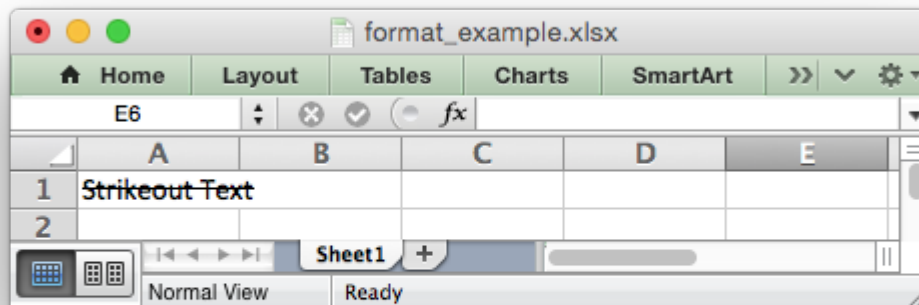 format_example.xlsx
Home Layout Tables Charts SmartArt
E6 fx
A B C D E
1 Strikeout Text
2
Sheet1
Normal View Ready